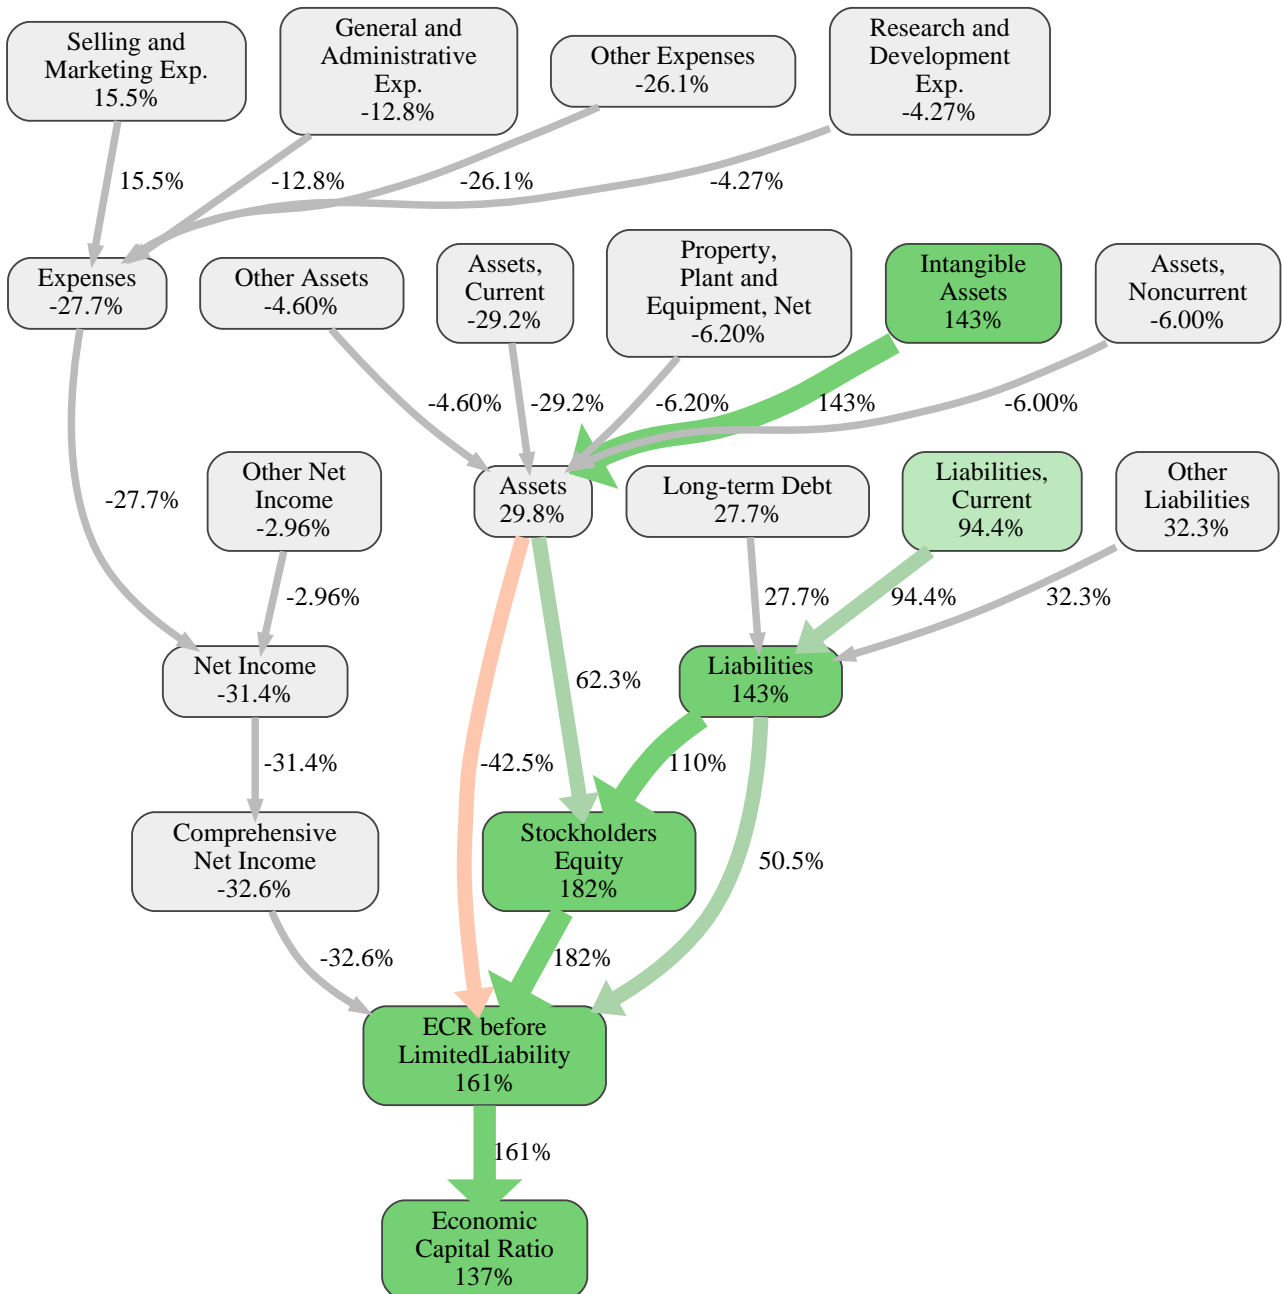 Selling and
Marketing Exp.
15.5%
General and
Administrative
Exp.
-12.8%
Other Expenses
-26.1%
Research and
Development
Exp.
-4.27%
15.5%
-12.8%
-26.1%
-4.27%
Expenses
-27.7%
Other Assets
-4.60%
Assets,
Current
-29.2%
Property,
Plant and
Equipment, Net
-6.20%
Intangible
Assets
143%
Assets,
Noncurrent
-6.00%
-4.60%
-29.2%
-6.20%
143%
-6.00%
-27.7%
Other Net
Income
-2.96%
Assets
29.8%
Long-term Debt
27.7%
Liabilities,
Current
94.4%
Other
Liabilities
32.3%
-2.96%
27.7%
94.4%
32.3%
Net Income
-31.4%
62.3%
Liabilities
143%
-31.4%
-42.5%
110%
Comprehensive
Net Income
-32.6%
Stockholders
Equity
182%
50.5%
-32.6%
182%
ECR before
LimitedLiability
161%
161%
Economic
Capital Ratio
137%